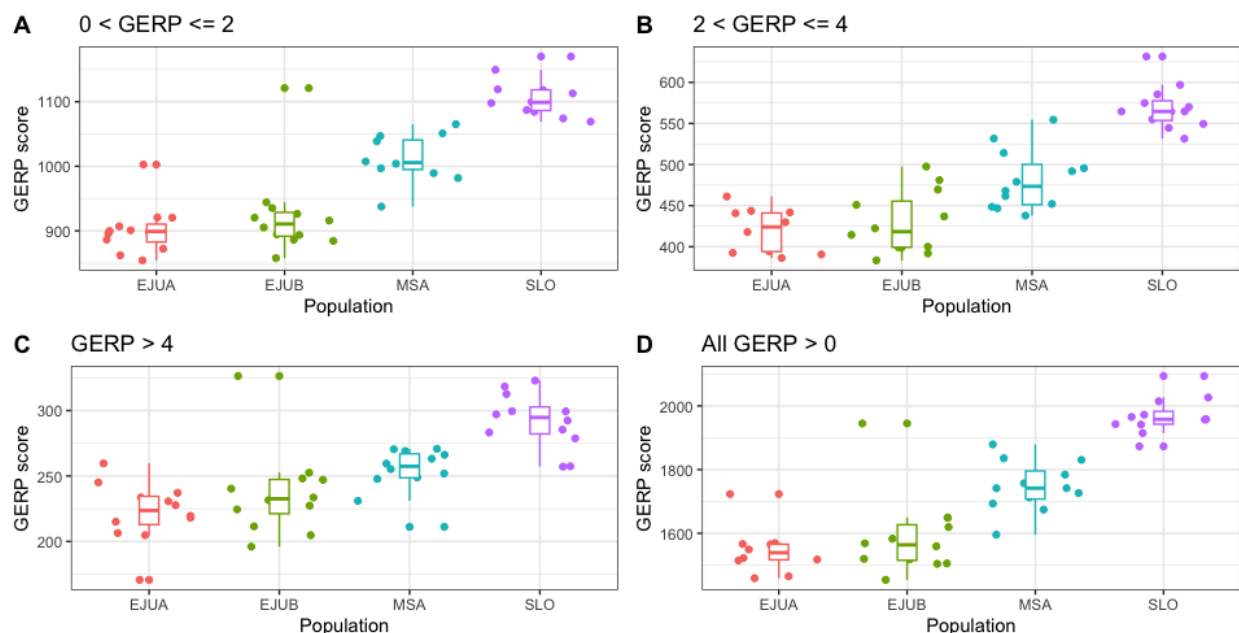 A 0 < GERP <= 2
GERP score
1100
1000
900
EJUA EJUB MSA SLO
Population
B 2 < GERP <= 4
GERP score
600
550
500
450
400
EJUA EJUB MSA SLO
Population
C GERP > 4
GERP score
300
250
200
EJUA EJUB MSA SLO
Population
D All GERP > 0
GERP score
2000
1800
1600
EJUA EJUB MSA SLO
Population